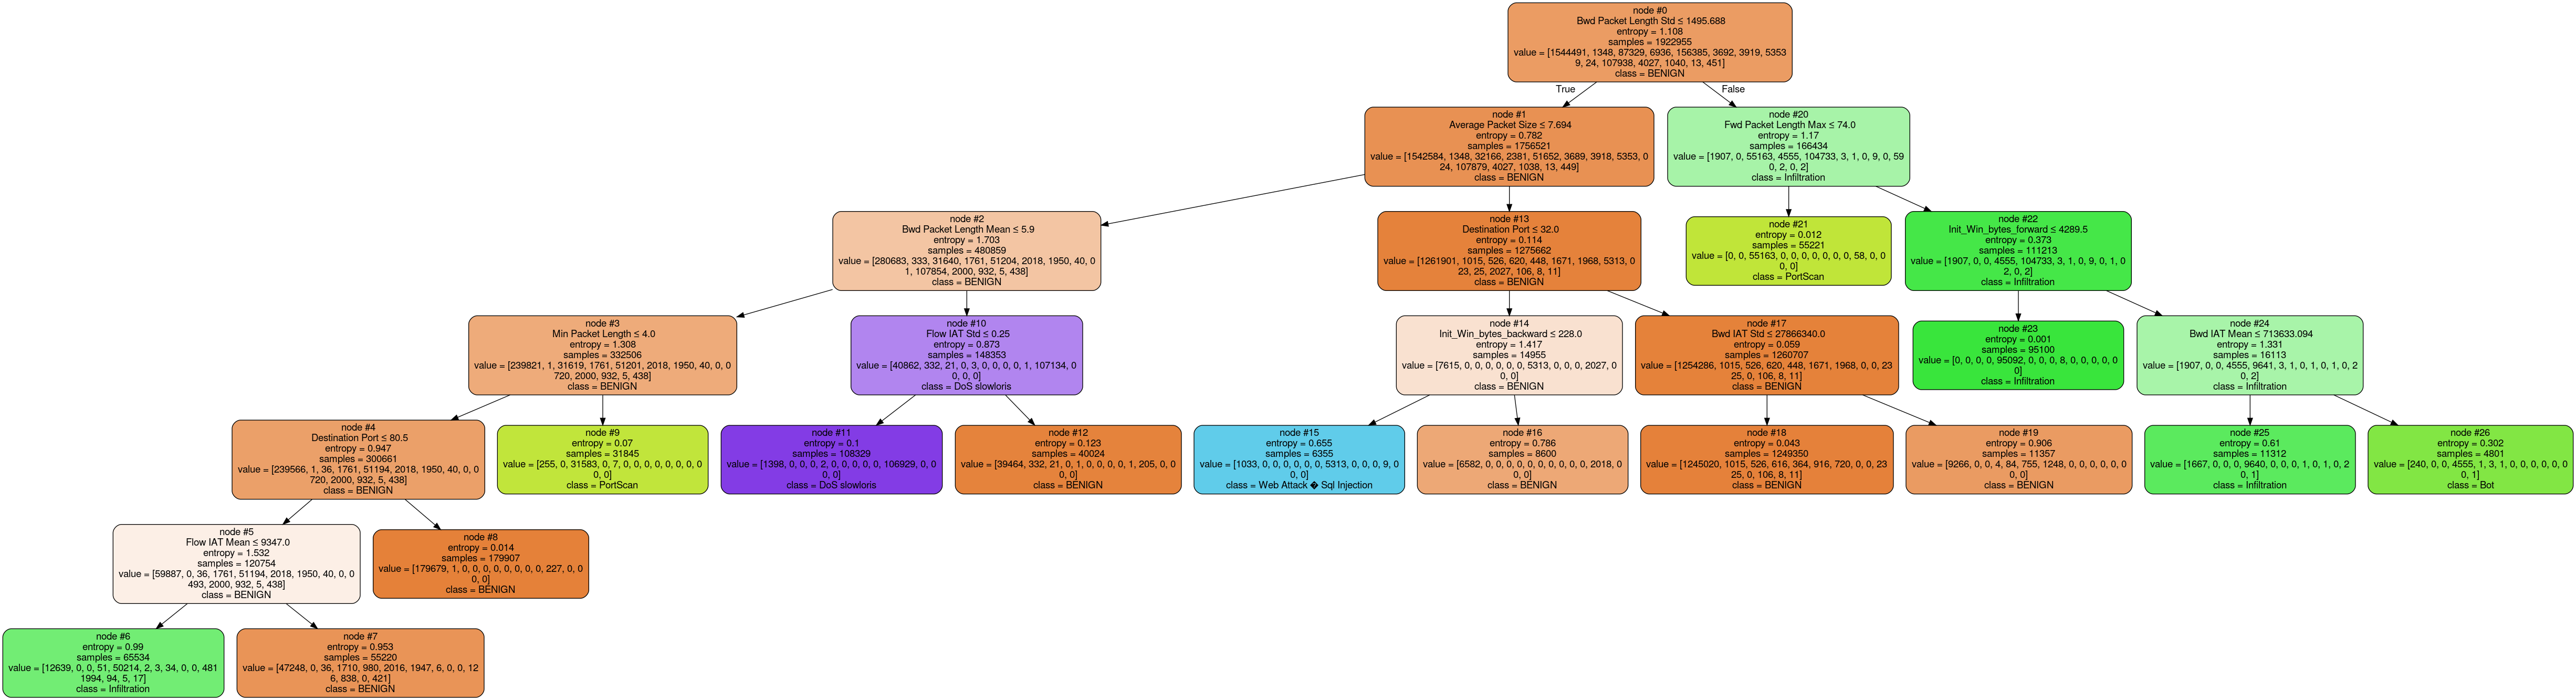 node #0
Bwd Packet Length Std ≤ 1495.688
entropy = 1.108
samples = 1922955
value = [1544491, 1348, 87329, 6936, 156385, 3692, 3919, 5353
9, 24, 107938, 4027, 1040, 13, 451]
class = BENIGN
True
False
node #1
Average Packet Size ≤ 7.694
entropy = 0.782
samples = 1756521
value = [1542584, 1348, 32166, 2381, 51652, 3689, 3918, 5353, 0
24, 107879, 4027, 1038, 13, 449]
class = BENIGN
node #20
Fwd Packet Length Max ≤ 74.0
entropy = 1.17
samples = 166434
value = [1907, 0, 55163, 4555, 104733, 3, 1, 0, 9, 0, 59
0, 2, 0, 2]
class = Infiltration
node #2
Bwd Packet Length Mean ≤ 5.9
entropy = 1.703
samples = 480859
value = [280683, 333, 31640, 1761, 51204, 2018, 1950, 40, 0
1, 107854, 2000, 932, 5, 438]
class = BENIGN
node #13
Destination Port ≤ 32.0
entropy = 0.114
samples = 1275662
value = [1261901, 1015, 526, 620, 448, 1671, 1968, 5313, 0
23, 25, 2027, 106, 8, 11]
class = BENIGN
node #21
entropy = 0.012
samples = 55221
value = [0, 0, 55163, 0, 0, 0, 0, 0, 0, 0, 58, 0, 0
0, 0]
class = PortScan
node #22
Init_Win_bytes_forward ≤ 4289.5
entropy = 0.373
samples = 111213
value = [1907, 0, 0, 4555, 104733, 3, 1, 0, 9, 0, 1, 0
2, 0, 2]
class = Infiltration
node #3
Min Packet Length ≤ 4.0
entropy = 1.308
samples = 332506
value = [239821, 1, 31619, 1761, 51201, 2018, 1950, 40, 0, 0
720, 2000, 932, 5, 438]
class = BENIGN
node #10
Flow IAT Std ≤ 0.25
entropy = 0.873
samples = 148353
value = [40862, 332, 21, 0, 3, 0, 0, 0, 0, 1, 107134, 0
0, 0, 0]
class = DoS slowloris
node #14
Init_Win_bytes_backward ≤ 228.0
entropy = 1.417
samples = 14955
value = [7615, 0, 0, 0, 0, 0, 0, 5313, 0, 0, 0, 2027, 0
0, 0]
class = BENIGN
node #17
Bwd IAT Std ≤ 27866340.0
entropy = 0.059
samples = 1260707
value = [1254286, 1015, 526, 620, 448, 1671, 1968, 0, 0, 23
25, 0, 106, 8, 11]
class = BENIGN
node #23
entropy = 0.001
samples = 95100
value = [0, 0, 0, 0, 95092, 0, 0, 0, 8, 0, 0, 0, 0, 0
0]
class = Infiltration
node #24
Bwd IAT Mean ≤ 713633.094
entropy = 1.331
samples = 16113
value = [1907, 0, 0, 4555, 9641, 3, 1, 0, 1, 0, 1, 0, 2
0, 2]
class = Infiltration
node #4
Destination Port ≤ 80.5
entropy = 0.947
samples = 300661
value = [239566, 1, 36, 1761, 51194, 2018, 1950, 40, 0, 0
720, 2000, 932, 5, 438]
class = BENIGN
node #9
entropy = 0.07
samples = 31845
value = [255, 0, 31583, 0, 7, 0, 0, 0, 0, 0, 0, 0, 0
0, 0]
class = PortScan
node #11
entropy = 0.1
samples = 108329
value = [1398, 0, 0, 0, 2, 0, 0, 0, 0, 0, 106929, 0, 0
0, 0]
class = DoS slowloris
node #12
entropy = 0.123
samples = 40024
value = [39464, 332, 21, 0, 1, 0, 0, 0, 0, 1, 205, 0, 0
0, 0]
class = BENIGN
node #15
entropy = 0.655
samples = 6355
value = [1033, 0, 0, 0, 0, 0, 0, 5313, 0, 0, 0, 9, 0
0, 0]
class = Web Attack � Sql Injection
node #16
entropy = 0.786
samples = 8600
value = [6582, 0, 0, 0, 0, 0, 0, 0, 0, 0, 0, 2018, 0
0, 0]
class = BENIGN
node #18
entropy = 0.043
samples = 1249350
value = [1245020, 1015, 526, 616, 364, 916, 720, 0, 0, 23
25, 0, 106, 8, 11]
class = BENIGN
node #19
entropy = 0.906
samples = 11357
value = [9266, 0, 0, 4, 84, 755, 1248, 0, 0, 0, 0, 0, 0
0, 0]
class = BENIGN
node #25
entropy = 0.61
samples = 11312
value = [1667, 0, 0, 0, 9640, 0, 0, 0, 1, 0, 1, 0, 2
0, 1]
class = Infiltration
node #26
entropy = 0.302
samples = 4801
value = [240, 0, 0, 4555, 1, 3, 1, 0, 0, 0, 0, 0, 0
0, 1]
class = Bot
node #5
Flow IAT Mean ≤ 9347.0
entropy = 1.532
samples = 120754
value = [59887, 0, 36, 1761, 51194, 2018, 1950, 40, 0, 0
493, 2000, 932, 5, 438]
class = BENIGN
node #8
entropy = 0.014
samples = 179907
value = [179679, 1, 0, 0, 0, 0, 0, 0, 0, 0, 227, 0, 0
0, 0]
class = BENIGN
node #6
entropy = 0.99
samples = 65534
value = [12639, 0, 0, 51, 50214, 2, 3, 34, 0, 0, 481
1994, 94, 5, 17]
class = Infiltration
node #7
entropy = 0.953
samples = 55220
value = [47248, 0, 36, 1710, 980, 2016, 1947, 6, 0, 0, 12
6, 838, 0, 421]
class = BENIGN